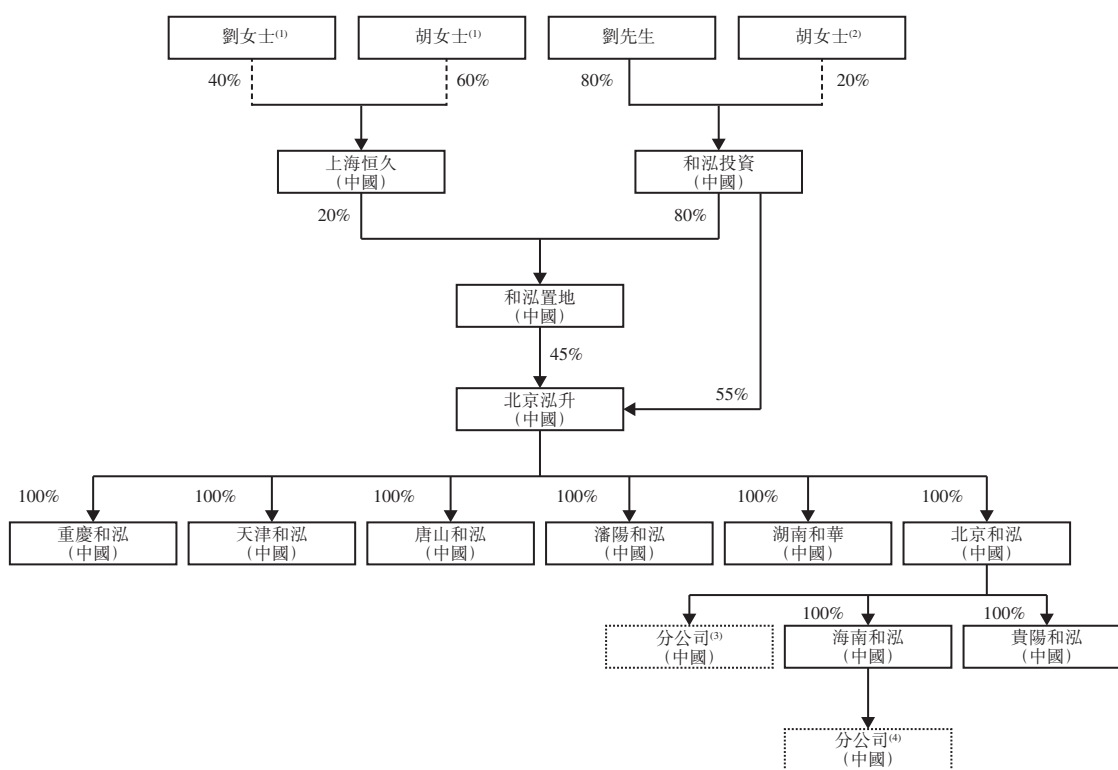 劉女士(1)
胡女士(1)
劉先生
胡女士(2)
40%
60%
80%
20%
上海恒久
(中國)
和泓投資
(中國)
20%
80%
和泓置地
(中國)
45%
55%
北京泓升
(中國)
100%
100%
100%
100%
100%
100%
重慶和泓
(中國)
天津和泓
(中國)
唐山和泓
(中國)
瀋陽和泓
(中國)
湖南和華
(中國)
北京和泓
(中國)
100%
100%
分公司(3)
(中國)
海南和泓
(中國)
貴陽和泓
(中國)
分公司(4)
(中國)